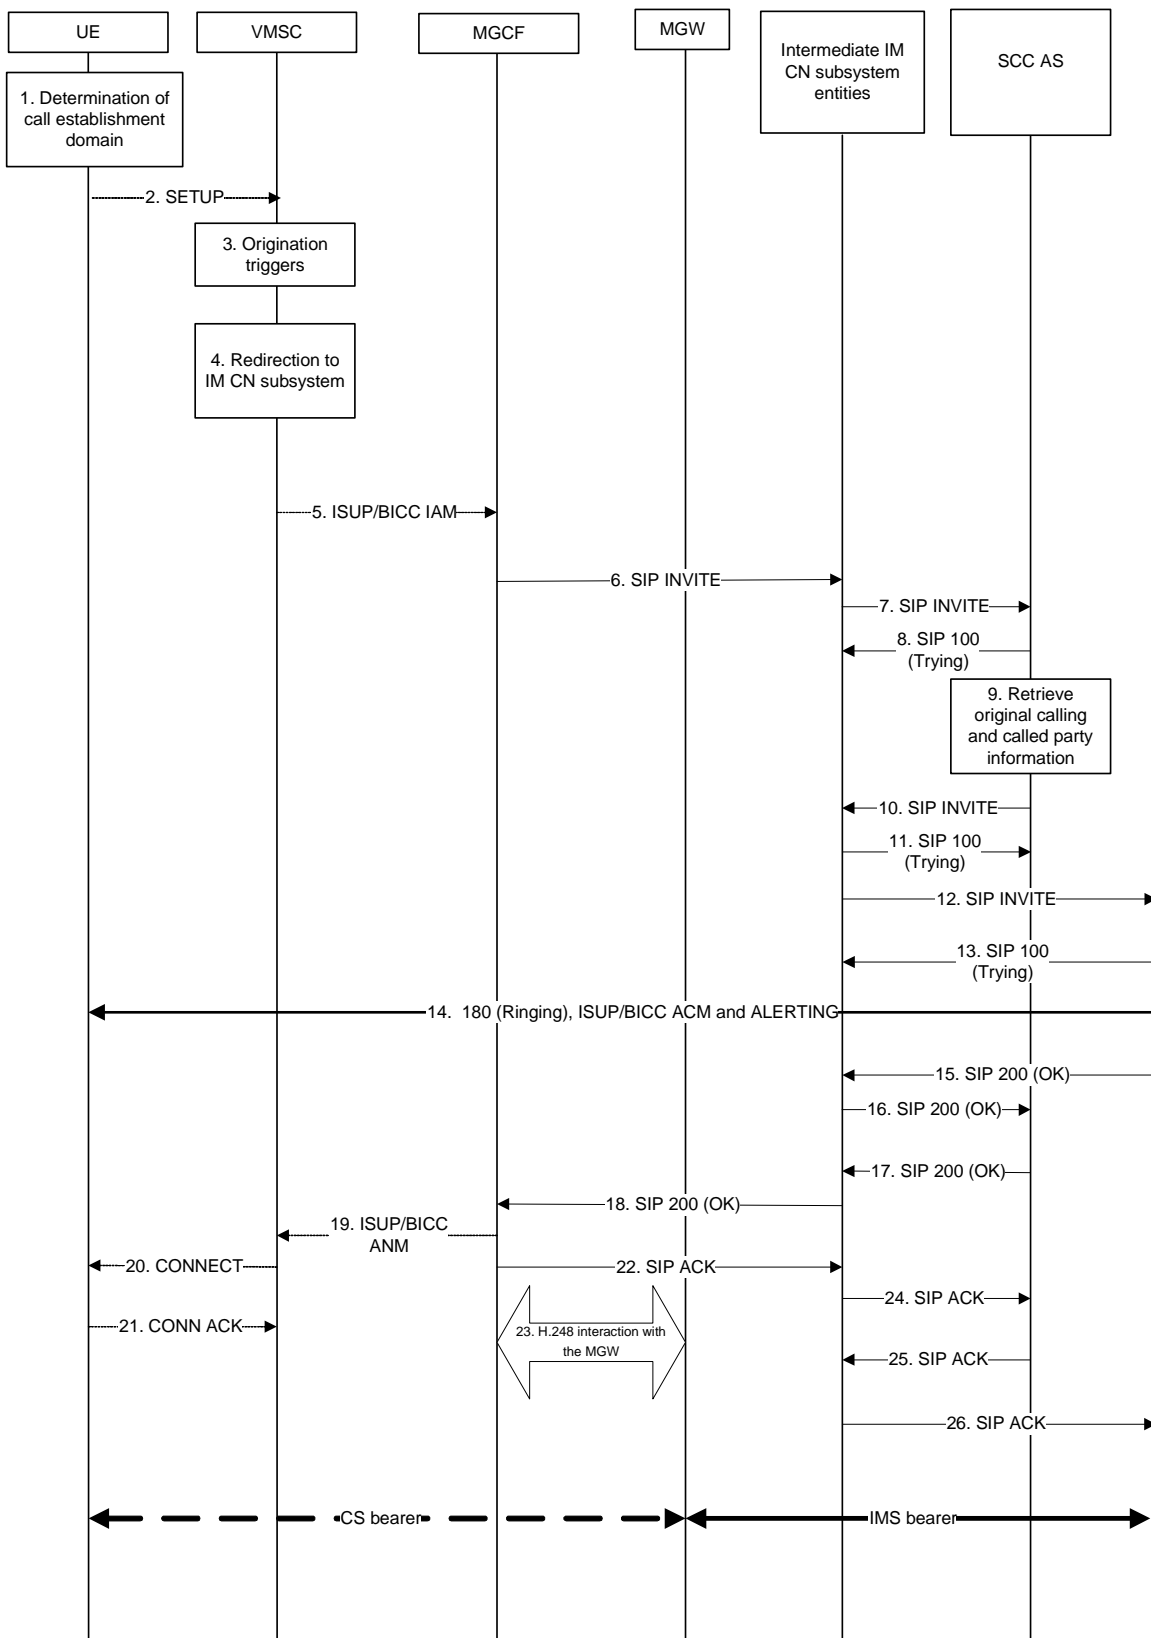 UE
VMSC
MGCF
MGW
Intermediate IM
CN subsystem
entities
SCC AS
1. Determination of
call establishment
domain
2. SETUP
3. Origination
triggers
4. Redirection to
IM CN subsystem
5. ISUP/BICC IAM
6. SIP INVITE
7. SIP INVITE
8. SIP 100
(Trying)
9. Retrieve
original calling
and called party
information
10. SIP INVITE
11. SIP 100
(Trying)
12. SIP INVITE
13. SIP 100
(Trying)
14. 180 (Ringing), ISUP/BICC ACM and ALERTING
15. SIP 200 (OK)
16. SIP 200 (OK)
17. SIP 200 (OK)
18. SIP 200 (OK)
19. ISUP/BICC
ANM
20. CONNECT
22. SIP ACK
24. SIP ACK
21. CONN ACK
23. H.248 interaction with
the MGW
25. SIP ACK
26. SIP ACK
CS bearer
IMS bearer